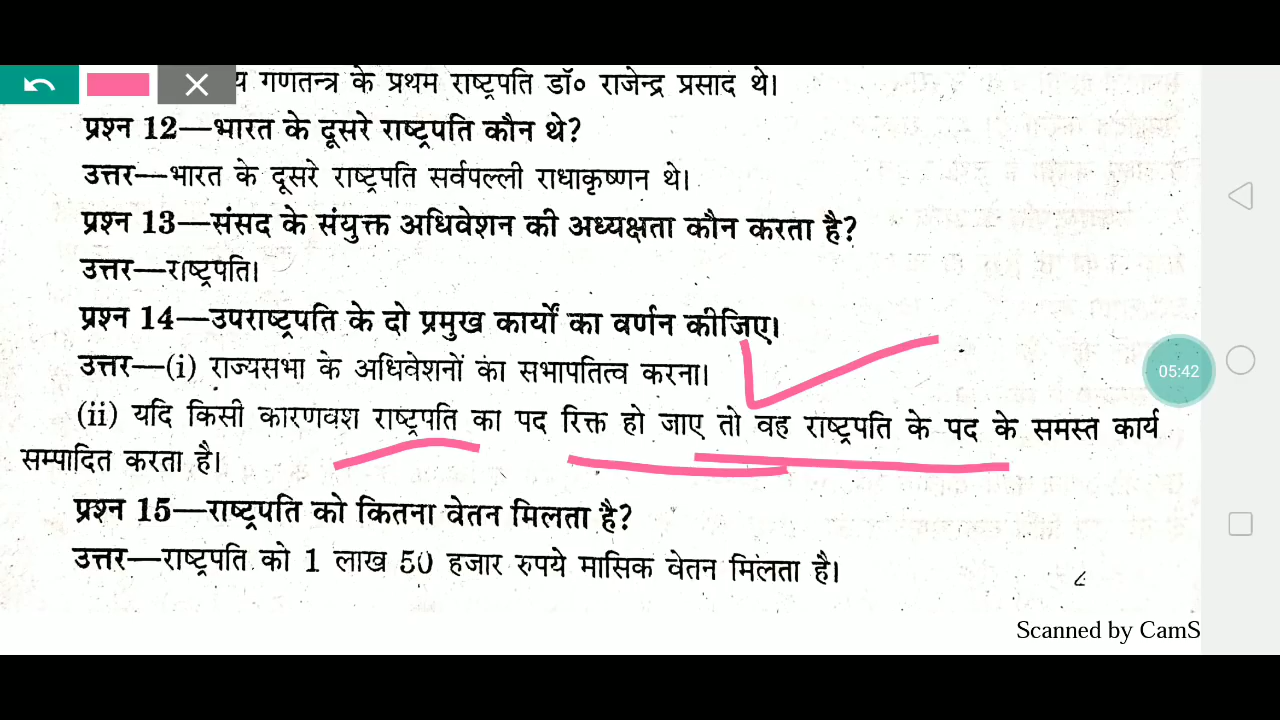 य गणतन्त्र के प्रथम राष्ट्रपति डॉ० राजेन्द्र प्रसाद थे।
प्रश्न 12—भारत के दूसरे राष्ट्रपति कौन थे?
उत्तर—भारत के दूसरे राष्ट्रपति सर्वपल्ली राधाकृष्णन थे।
प्रश्न 13—संसद के संयुक्त अधिवेशन की अध्यक्षता कौन करता है?
उत्तर—राष्ट्रपति।
प्रश्न 14—उपराष्ट्रपति के दो प्रमुख कार्यों का वर्णन कीजिए।
उत्तर—(i) राज्यसभा के अधिवेशनों का सभापतित्व करना।
05:42
(ii) यदि किसी कारणवश राष्ट्रपति का पद रिक्त हो जाए तो वह राष्ट्रपति के पद के समस्त कार्य
सम्पादित करता है।
प्रश्न 15—राष्ट्रपति को कितना वेतन मिलता है?
उत्तर—राष्ट्रपति को 1 लाख 50 हजार रुपये मासिक वेतन मिलता है।
Scanned by CamS